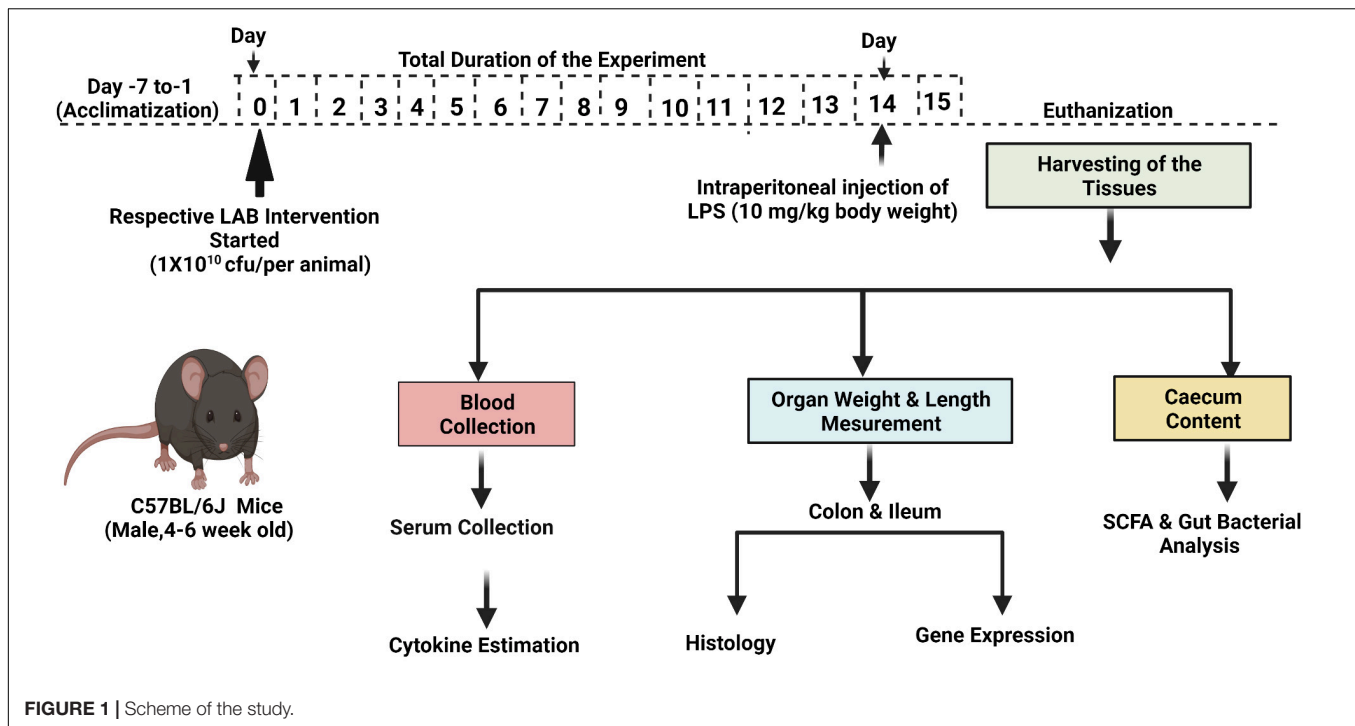 Day
Day
Total Duration of the Experiment
Day -7 to-1
(Acclimatization)
0 1 2 3 4 5 6 7 8 9 10 11 12 13 14 15
Euthanization
Respective LAB Intervention
Started
(1X10¹⁰ cfu/per animal)
Intraperitoneal injection of
LPS (10 mg/kg body weight)
Harvesting of the
Tissues
C57BL/6J Mice
(Male,4-6 week old)
Blood
Collection
Serum Collection
Cytokine Estimation
Organ Weight & Length
Mesurement
Colon & Ileum
Histology
Gene Expression
Caecum
Content
SCFA & Gut Bacterial
Analysis
FIGURE 1 | Scheme of the study.